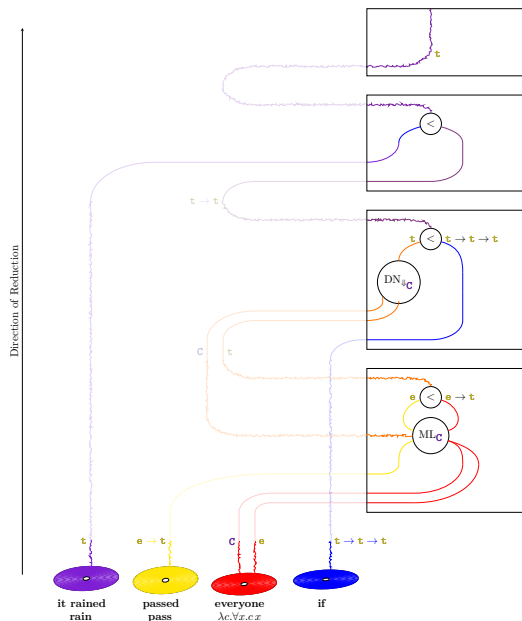 t
<
t → t
<
t
t → t → t
DN⇓C
C
t
<
e
e → t
MLC
Direction of Reduction
t
e → t
C
e
t → t → t
it rained
passed
everyone
if
rain
pass
λc.∀x.c x